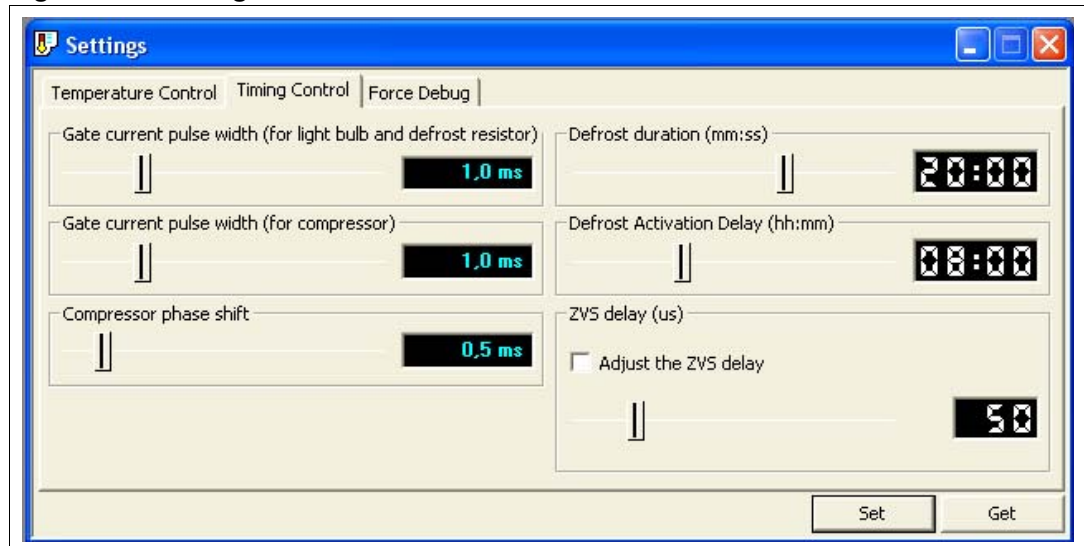 Settings
Temperature Control Timing Control Force Debug
Gate current pulse width (for light bulb and defrost resistor)
1,0 ms
Gate current pulse width (for compressor)
1,0 ms
Compressor phase shift
0,5 ms
Defrost duration (mm:ss)
20:00
Defrost Activation Delay (hh:mm)
08:00
ZVS delay (us)
Adjust the ZVS delay
50
Set Get